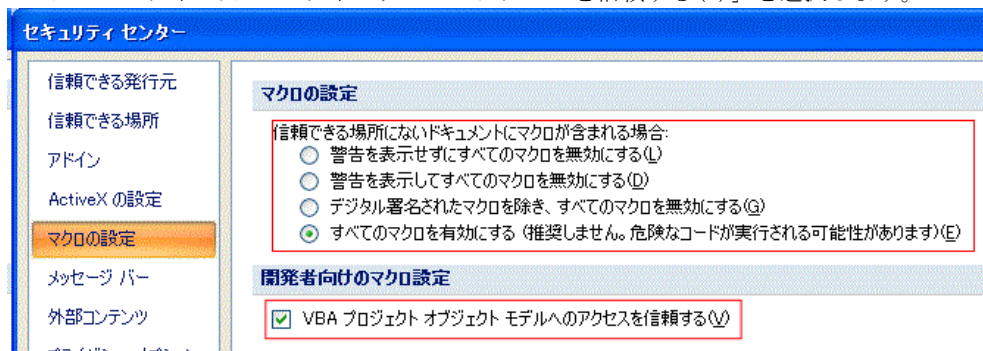 を信頼する(V)」を選択します。
セキュリティ センター
信頼できる発行元
信頼できる場所
アドイン
ActiveX の設定
マクロの設定
メッセージ バー
外部コンテンツ
マクロの設定
信頼できる場所にないドキュメントにマクロが含まれる場合:
警告を表示せずにすべてのマクロを無効にする(L)
警告を表示してすべてのマクロを無効にする(D)
デジタル署名されたマクロを除き、すべてのマクロを無効にする(G)
すべてのマクロを有効にする (推奨しません。危険なコードが実行される可能性があります)(E)
開発者向けのマクロ設定
VBA プロジェクト オブジェクト モデルへのアクセスを信頼する(V)